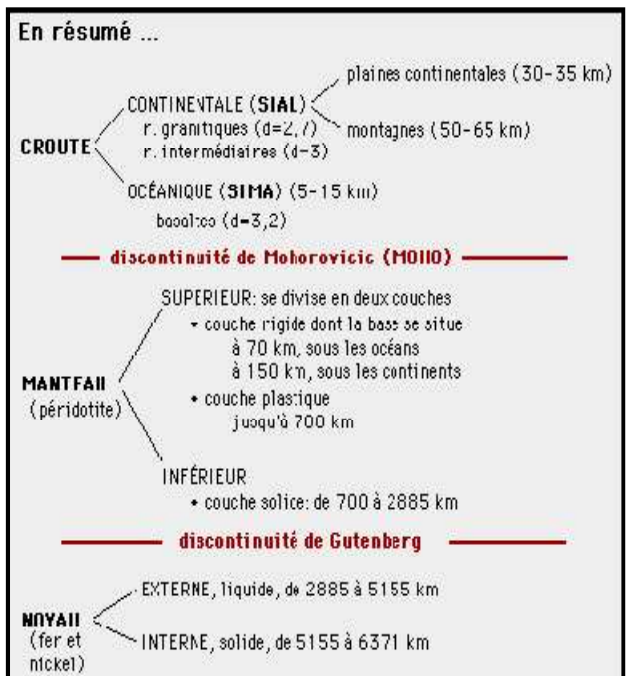 En résumé ...
plaines continentales (30-35 km)
CONTINENTALE (SIAL)
r. granitiques (d=2,7)
montagnes (50-65 km)
CROUTE
r. intermédiaires (d=3)
OCÉANIQUE (SIMA) (5-15 km)
basaltes (d=3,2)
discontinuité de Mohorovicic (MOHO)
SUPERIEUR: se divise en deux couches
• couche rigide dont la base se situe
à 70 km, sous les océans
à 150 km, sous les continents
MANTEAU
• couche plastique
(péridotite)
jusqu'à 700 km
INFÉRIEUR
• couche solide: de 700 à 2885 km
discontinuité de Gutenberg
EXTERNE, liquide, de 2885 à 5155 km
NOYAU
(fer et
INTERNE, solide, de 5155 à 6371 km
nickel)